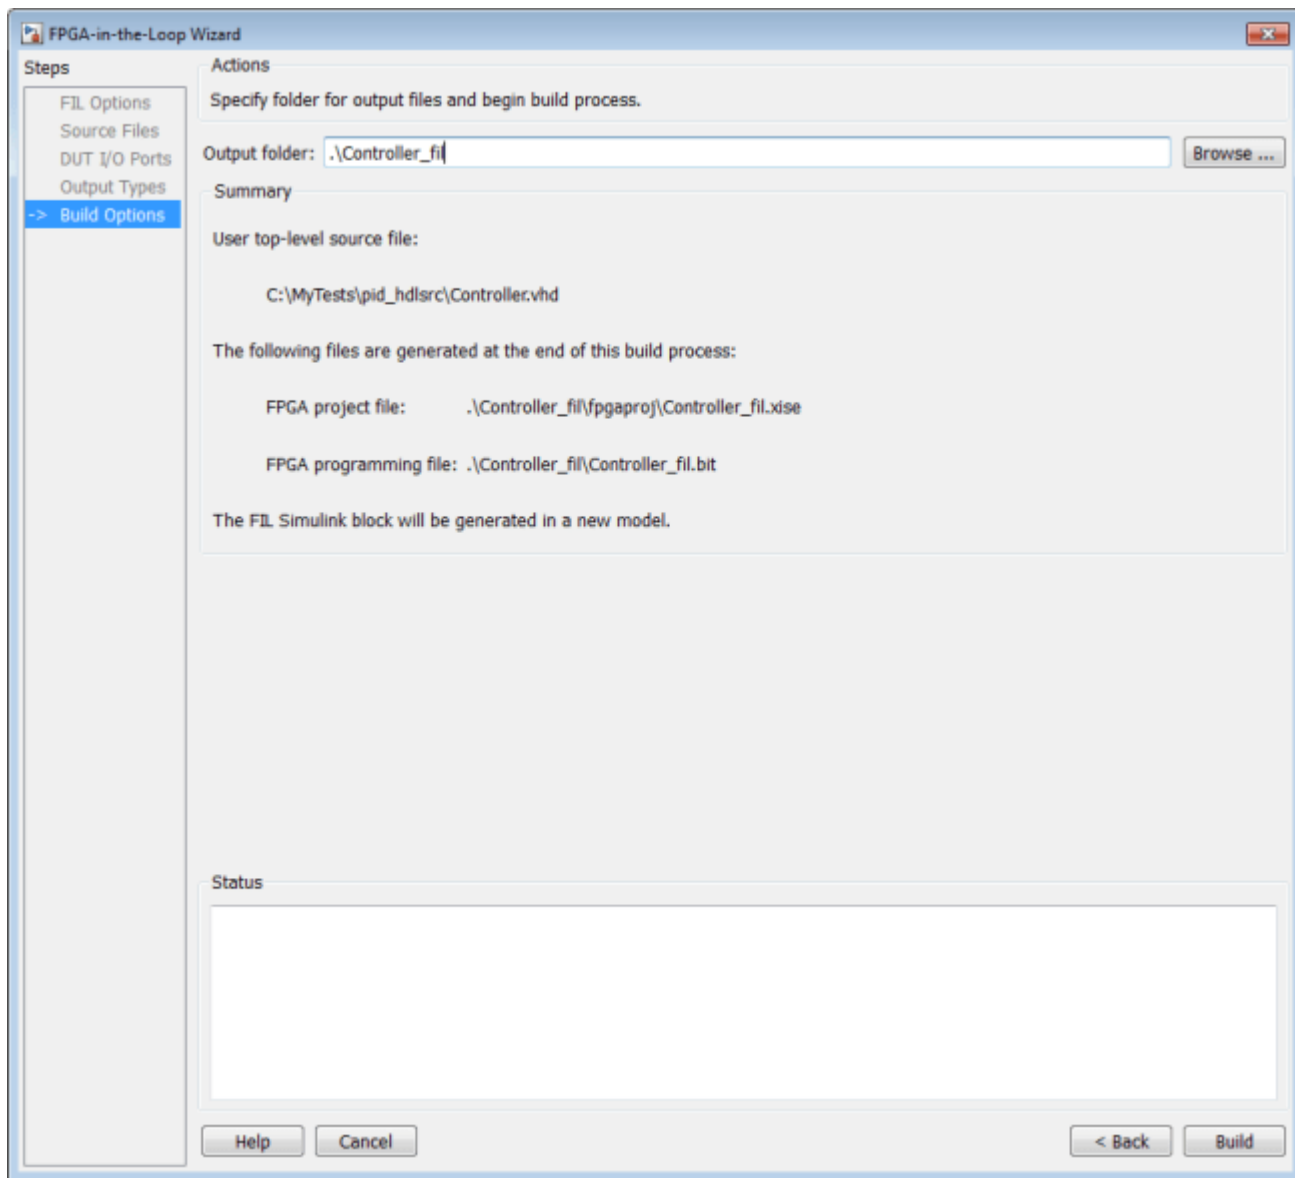 FPGA-in-the-Loop Wizard
Steps
FIL Options
Source Files
DUT I/O Ports
Output Types
-> Build Options
Actions
Specify folder for output files and begin build process.
Output folder: .\Controller_fil Browse ...
Summary
User top-level source file:
C:\MyTests\pid_hdlsrc\Controller.vhd
The following files are generated at the end of this build process:
FPGA project file: .\Controller_fil\fpgaproj\Controller_fil.xise
FPGA programming file: .\Controller_fil\Controller_fil.bit
The FIL Simulink block will be generated in a new model.
Status
Help Cancel < Back Build